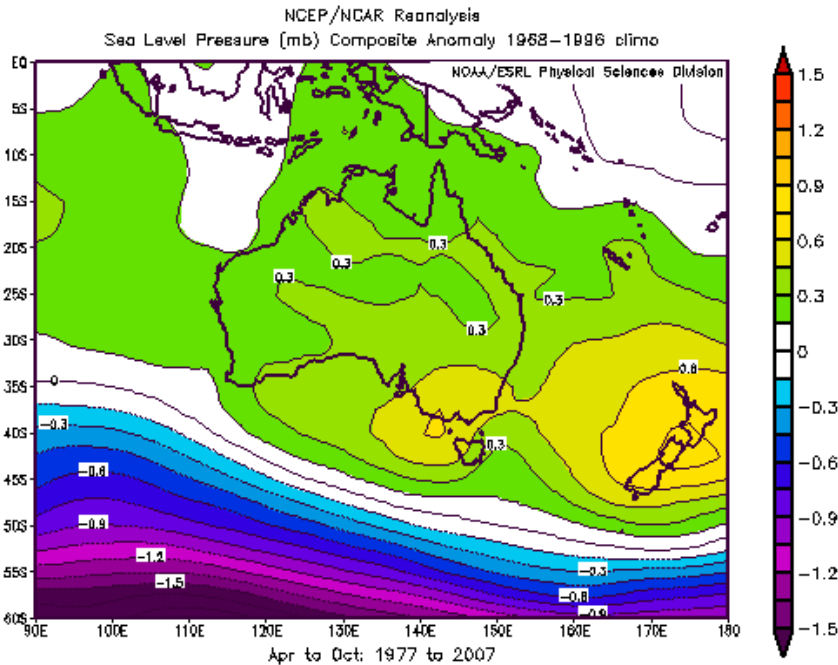 NCEP/NCAR Reanalysis
Sea Level Pressure (mb) Composite Anomaly 1968-1996 climo
NOAA/ESRL Physical Sciences Division
EQ
5S
10S
15S
20S
25S
30S
35S
40S
45S
50S
55S
60S
90E
100E
110E
120E
130E
140E
150E
160E
170E
180
0.3
0.3
0.3
0.3
0.3
0.6
0
-0.3
0.3
-0.6
-0.9
-1.2
-1.5
-0.3
-0.6
-0.9
1.5
1.2
0.9
0.6
0.3
0
-0.3
-0.6
-0.9
-1.2
-1.5
Apr to Oct: 1977 to 2007